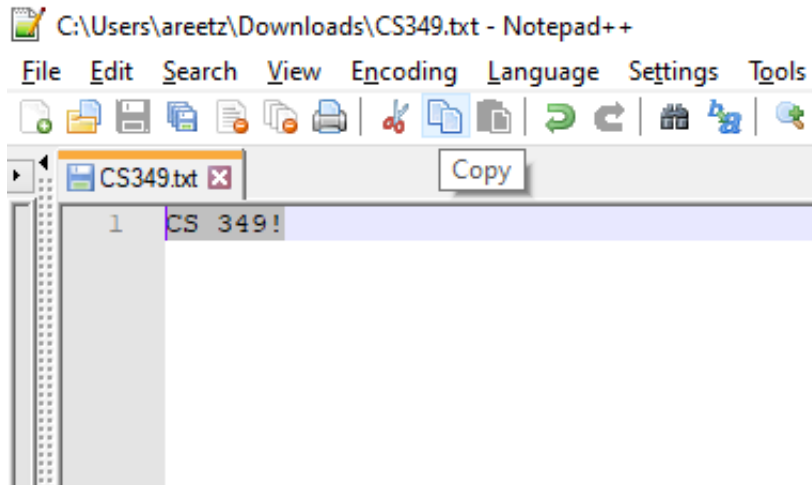 C:\Users\areetz\Downloads\CS349.txt - Notepad++
File Edit Search View Encoding Language Settings Tools
Copy
CS349.txt
1 CS 349!